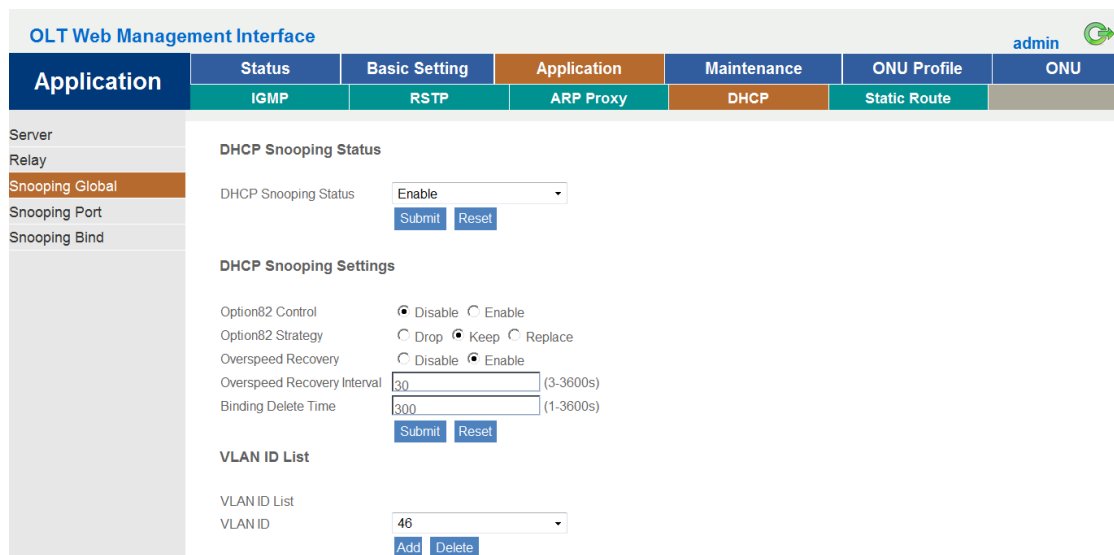 OLT Web Management Interface
admin
Application
Status Basic Setting Application Maintenance ONU Profile ONU
IGMP RSTP ARP Proxy DHCP Static Route
Server
Relay
Snooping Global
Snooping Port
Snooping Bind
DHCP Snooping Status
DHCP Snooping Status Enable
Submit Reset
DHCP Snooping Settings
Option82 Control Disable Enable
Option82 Strategy Drop Keep Replace
Overspeed Recovery Disable Enable
Overspeed Recovery Interval 30 (3-3600s)
Binding Delete Time 300 (1-3600s)
Submit Reset
VLAN ID List
VLAN ID List
VLAN ID 46
Add Delete